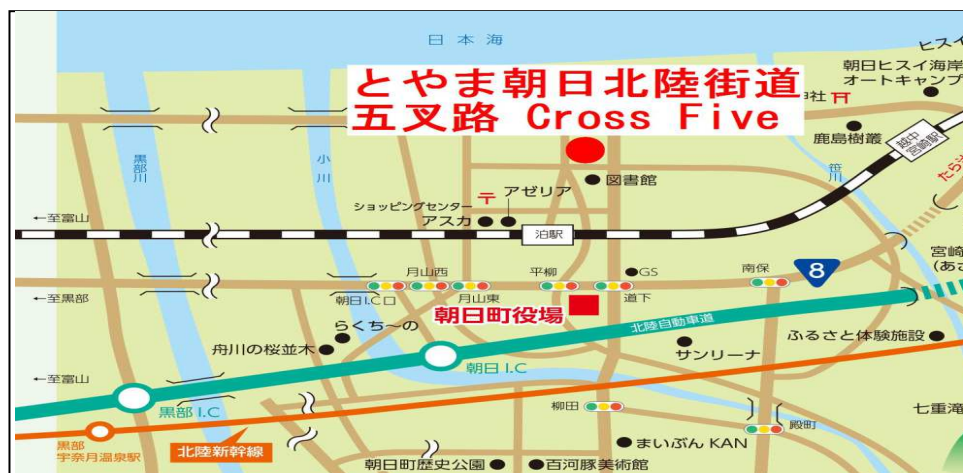 日本海
ヒスイ
朝日ヒスイ海岸
オートキャンプ
とやま朝日北陸街道
五叉路 Cross Five
神社
鹿島樹叢
越中
宮崎駅
黒部川
小川
笹川
図書館
アゼリア
ショッピングセンター
アスカ
←至富山
泊駅
宮崎
(あさ
月山西
平柳
GS
南保
8
←至黒部
朝日I.C口
月山東
道下
朝日町役場
北陸自動車道
らくち〜の
舟川の桜並木
サンリーナ
ふるさと体験施設
朝日 I.C
←至富山
黒部 I.C
柳田
七重滝
殿町
黒部
宇奈月温泉駅
北陸新幹線
まいぶん KAN
朝日町歴史公園
百河豚美術館